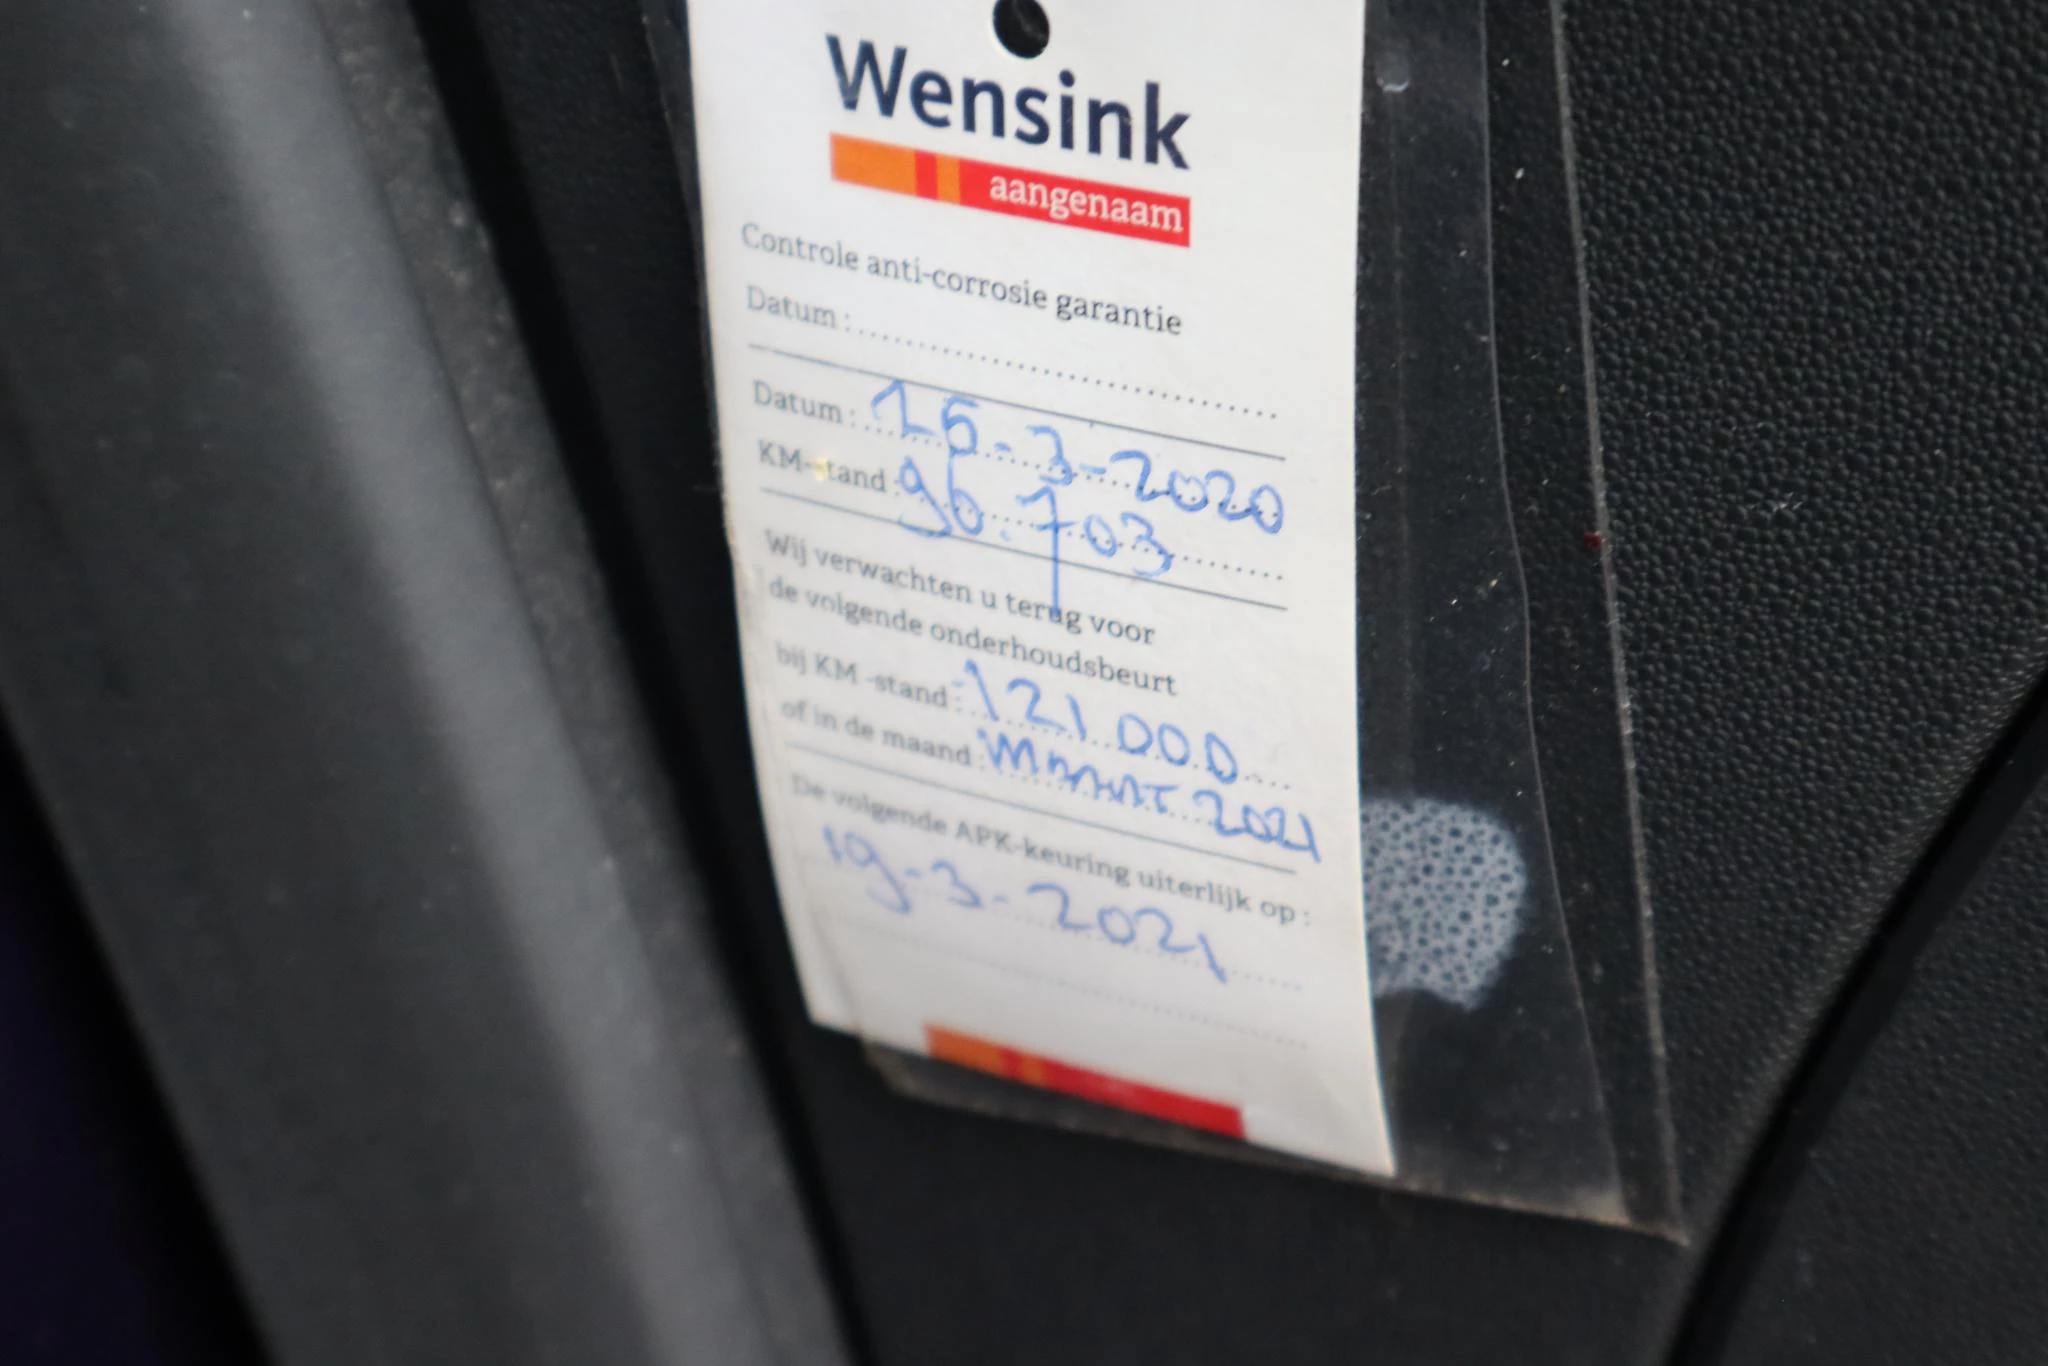 Wensink
aangenaam
Controle anti-corrosie garantie
Datum :
Datum : 16-3-2020
KM-stand : 96.703
Wij verwachten u terug voor
de volgende onderhoudsbeurt
bij KM -stand : 121.000
of in de maand : MAART 2021
De volgende APK-keuring uiterlijk op :
19-3-2021